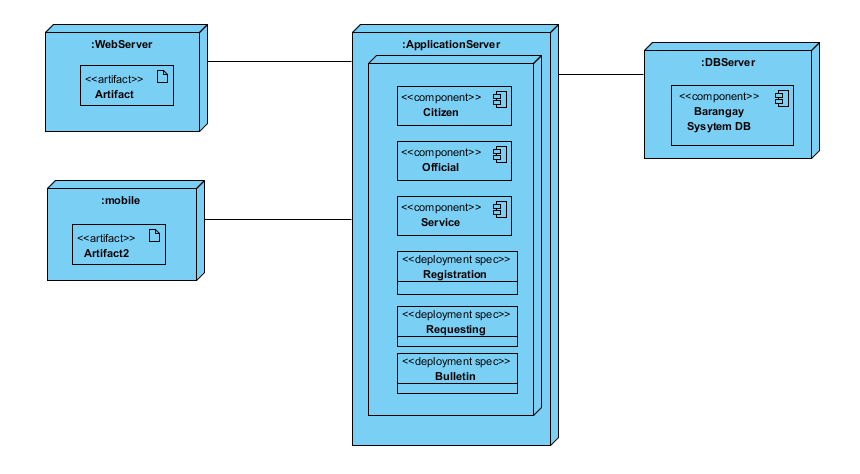 :WebServer
<<artifact>>
Artifact
:mobile
<<artifact>>
Artifact2
:ApplicationServer
<<component>>
Citizen
<<component>>
Official
<<component>>
Service
<<deployment spec>>
Registration
<<deployment spec>>
Requesting
<<deployment spec>>
Bulletin
:DBServer
<<component>>
Barangay
Sysytem DB